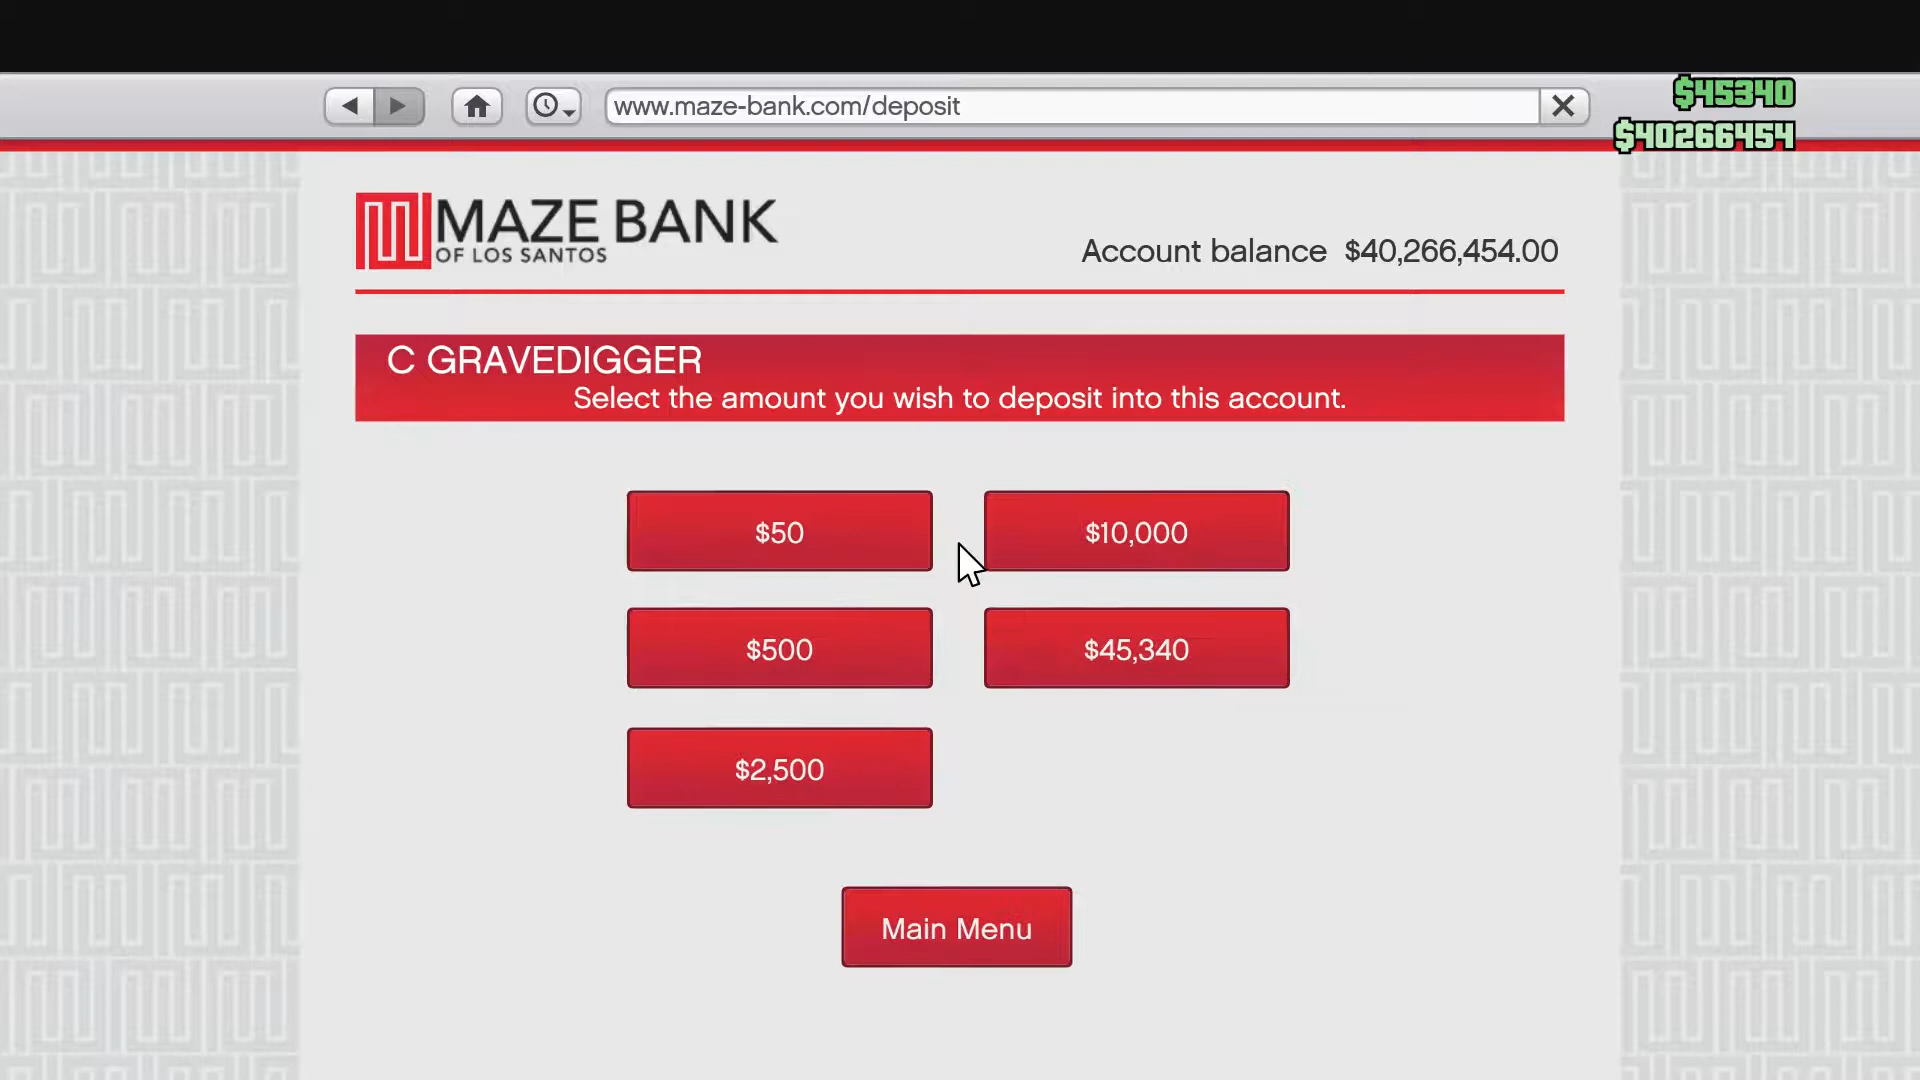 www.maze-bank.com/deposit
$45340
$40266454
MAZE BANK
OF LOS SANTOS
Account balance $40,266,454.00
C GRAVEDIGGER
Select the amount you wish to deposit into this account.
$50
$10,000
$500
$45,340
$2,500
Main Menu